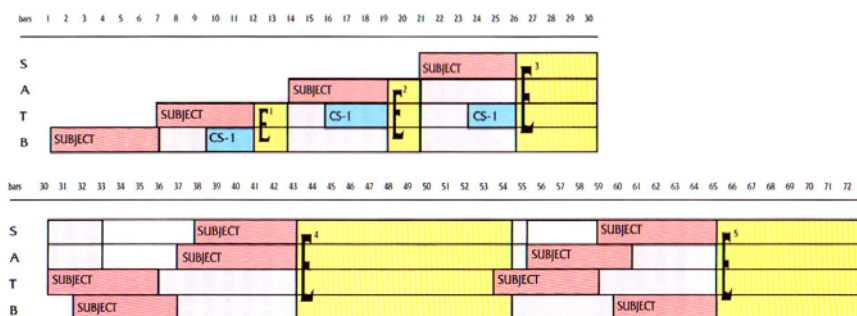 bars 1 2 3 4 5 6 7 8 9 10 11 12 13 14 15 16 17 18 19 20 21 22 23 24 25 26 27 28 29 30
S SUBJECT 3
A SUBJECT 2
T SUBJECT 1 CS-1 CS-1
B SUBJECT CS-1
bars 30 31 32 33 34 35 36 37 38 39 40 41 42 43 44 45 46 47 48 49 50 51 52 53 54 55 56 57 58 59 60 61 62 63 64 65 66 67 68 69 70 71 72
S SUBJECT 4 SUBJECT 5
A SUBJECT SUBJECT
T SUBJECT SUBJECT
B SUBJECT SUBJECT